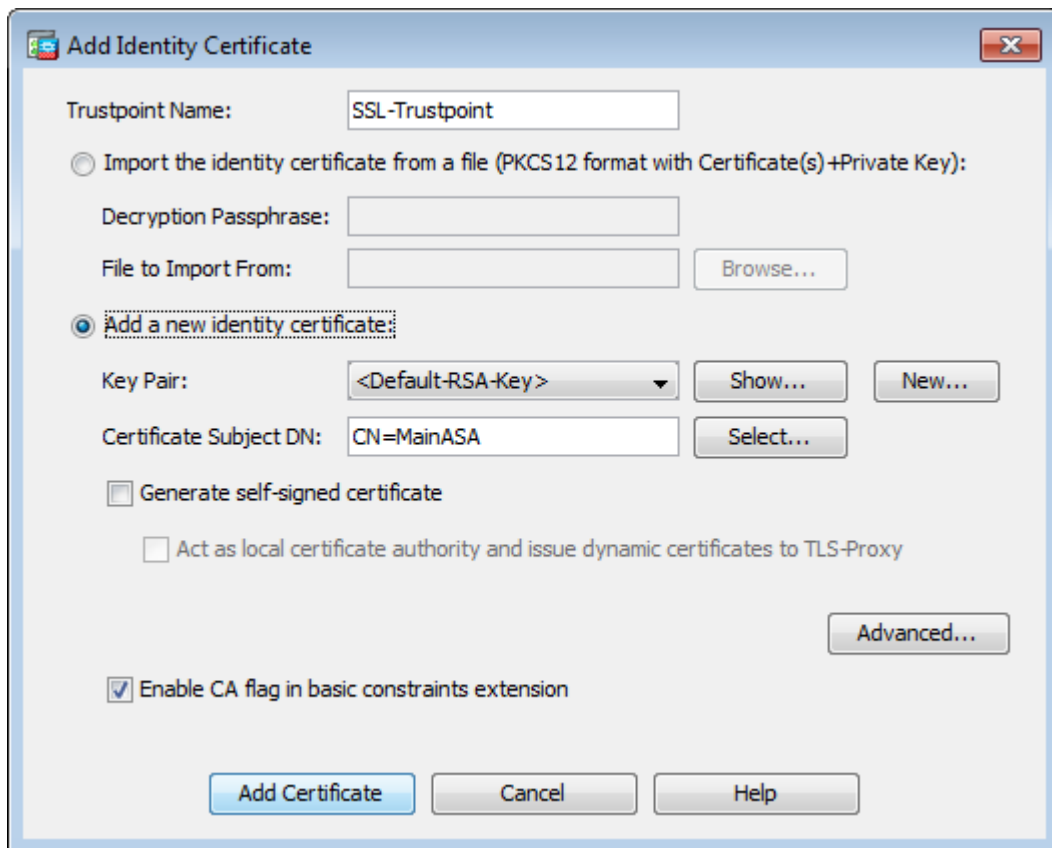 Add Identity Certificate
Trustpoint Name: SSL-Trustpoint
Import the identity certificate from a file (PKCS12 format with Certificate(s)+Private Key):
Decryption Passphrase:
File to Import From: Browse...
Add a new identity certificate:
Key Pair: <Default-RSA-Key> Show... New...
Certificate Subject DN: CN=MainASA Select...
Generate self-signed certificate
Act as local certificate authority and issue dynamic certificates to TLS-Proxy
Advanced...
Enable CA flag in basic constraints extension
Add Certificate Cancel Help